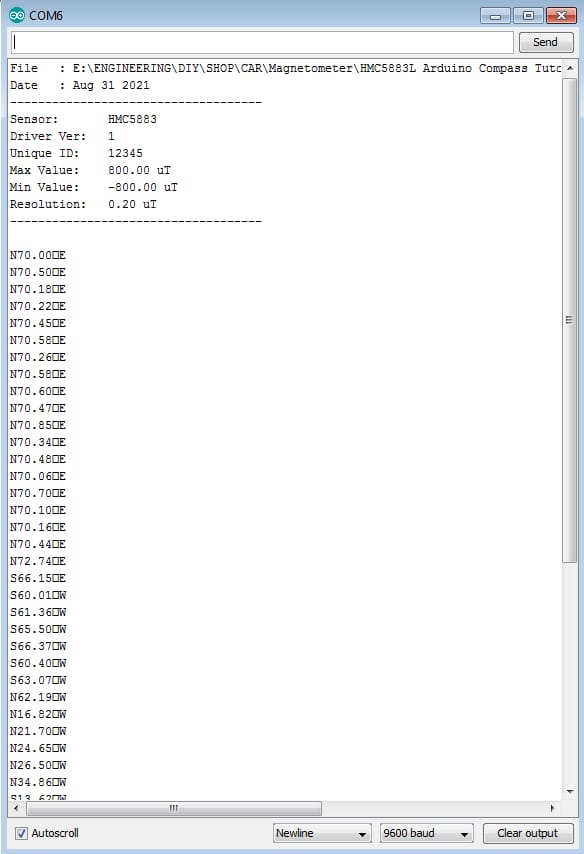 COM6
Send
File   : E:\ENGINEERING\DIY\SHOP\CAR\Magnetometer\HMC5883L Arduino Compass Tuto
Date   : Aug 31 2021
------------------------------------
Sensor:       HMC5883
Driver Ver:   1
Unique ID:    12345
Max Value:    800.00 uT
Min Value:    -800.00 uT
Resolution:   0.20 uT
------------------------------------
N70.00□E
N70.50□E
N70.18□E
N70.22□E
N70.45□E
N70.58□E
N70.26□E
N70.58□E
N70.60□E
N70.47□E
N70.85□E
N70.34□E
N70.48□E
N70.06□E
N70.70□E
N70.10□E
N70.16□E
N70.44□E
N72.74□E
S66.15□E
S60.01□W
S61.36□W
S65.50□W
S66.37□W
S60.40□W
S63.07□W
N62.19□W
N16.82□W
N21.70□W
N24.65□W
N26.50□W
N34.86□W
S13.62□W
Autoscroll
Newline
9600 baud
Clear output